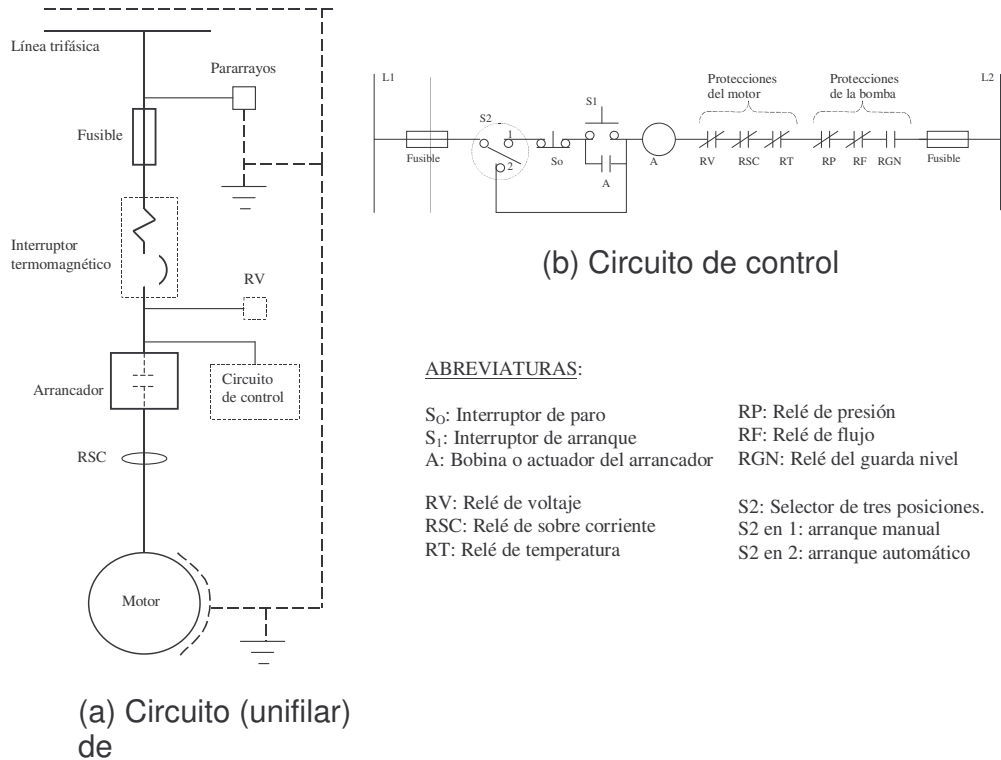 Línea trifásica
Pararrayos
Fusible
Interruptor
termomagnético
RV
Arrancador
Circuito
de control
RSC
Motor
(a) Circuito (unifilar)
de
L1
L2
Protecciones
del motor
Protecciones
de la bomba
S1
S2
1
2
Fusible
So
A
A
RV
RSC
RT
RP
RF
RGN
Fusible
(b) Circuito de control
ABREVIATURAS:
SO: Interruptor de paro
S1: Interruptor de arranque
A: Bobina o actuador del arrancador
RV: Relé de voltaje
RSC: Relé de sobre corriente
RT: Relé de temperatura
RP: Relé de presión
RF: Relé de flujo
RGN: Relé del guarda nivel
S2: Selector de tres posiciones.
S2 en 1: arranque manual
S2 en 2: arranque automático